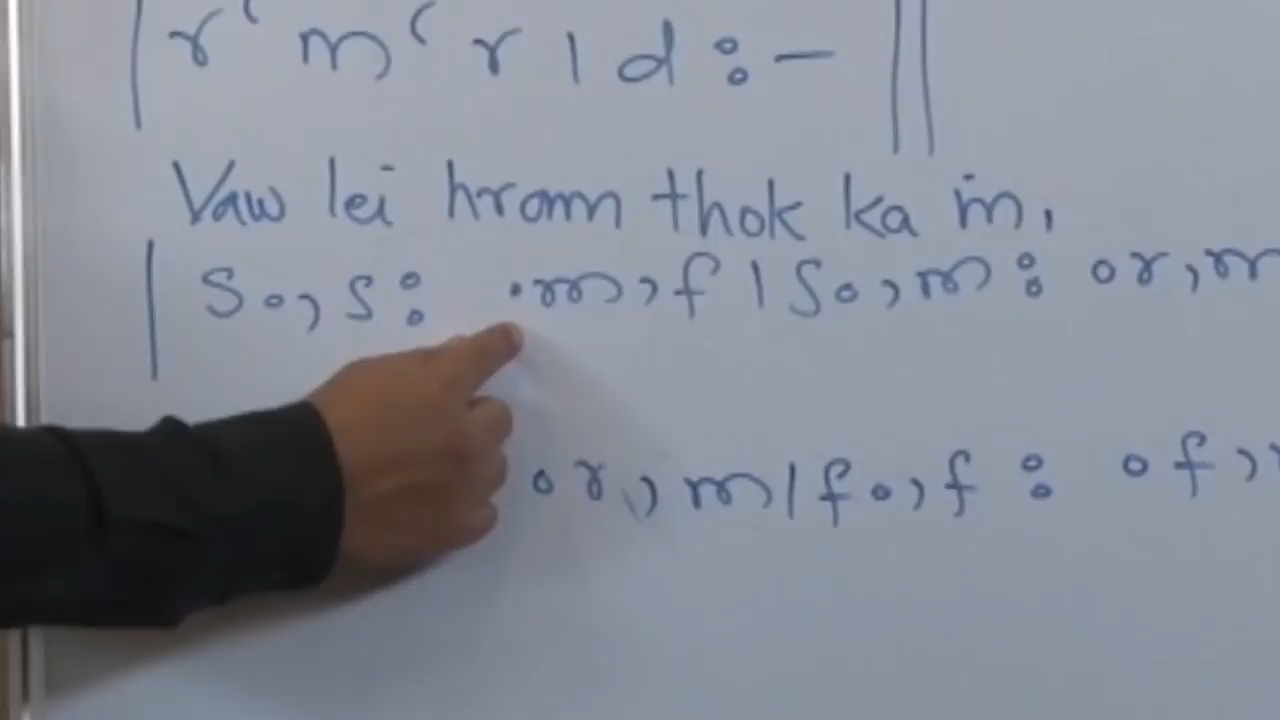 | r' m' r | d : - ||
Vaw lei hram thok ka in,
| s., s : .m, f | s., m : .r, m
.r, m | f., f : .f,